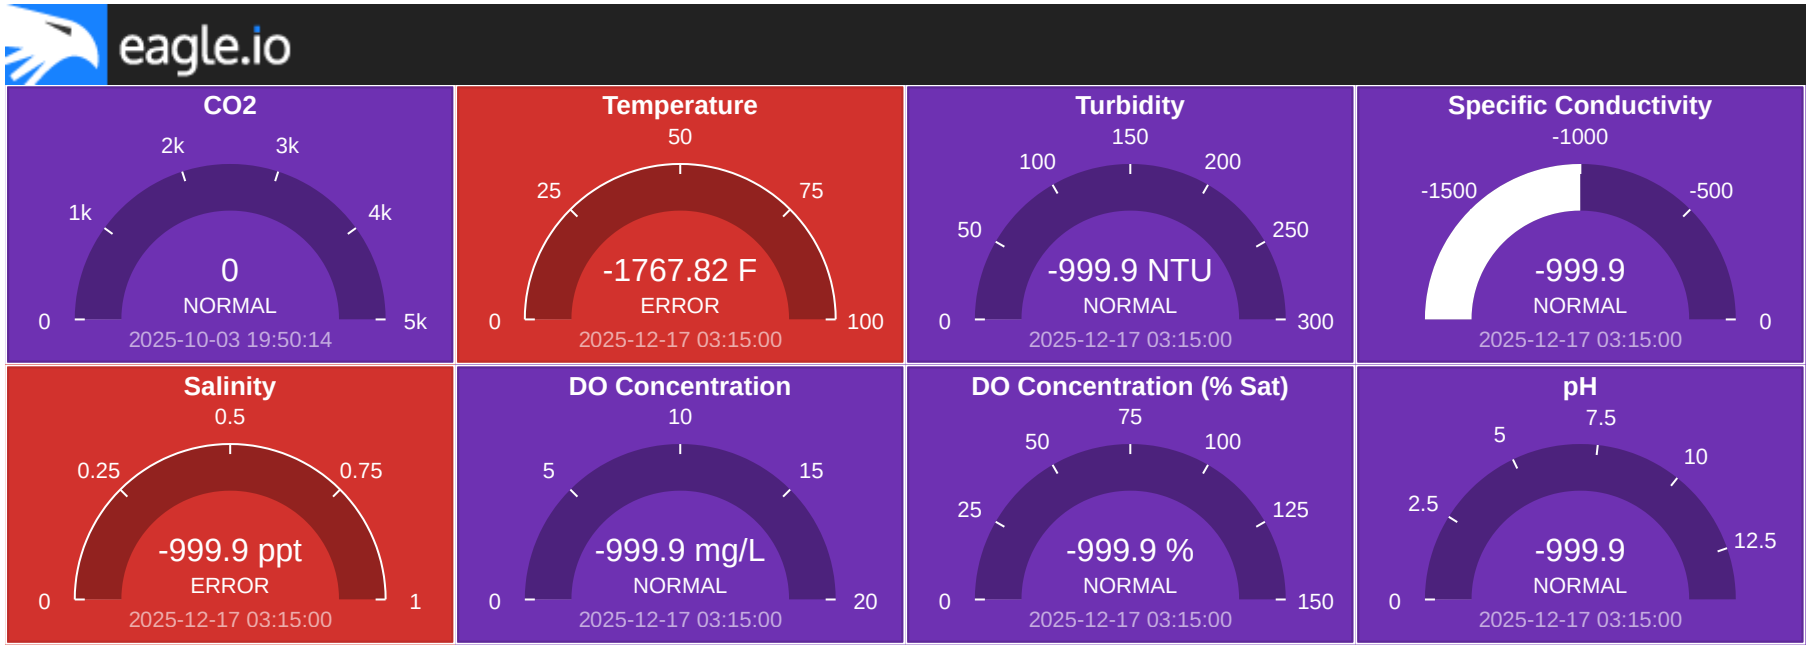 eagle.io
CO2
2k
3k
1k
4k
0
NORMAL
0
5k
2025-10-03 19:50:14
Temperature
50
25
75
-1767.82 F
ERROR
0
100
2025-12-17 03:15:00
Turbidity
150
100
200
50
250
-999.9 NTU
NORMAL
0
300
2025-12-17 03:15:00
Specific Conductivity
-1000
-1500
-500
-999.9
NORMAL
0
2025-12-17 03:15:00
Salinity
0.5
0.25
0.75
-999.9 ppt
ERROR
0
1
2025-12-17 03:15:00
DO Concentration
10
5
15
-999.9 mg/L
NORMAL
0
20
2025-12-17 03:15:00
DO Concentration (% Sat)
75
50
100
25
125
-999.9 %
NORMAL
0
150
2025-12-17 03:15:00
pH
7.5
5
10
2.5
12.5
-999.9
NORMAL
0
2025-12-17 03:15:00